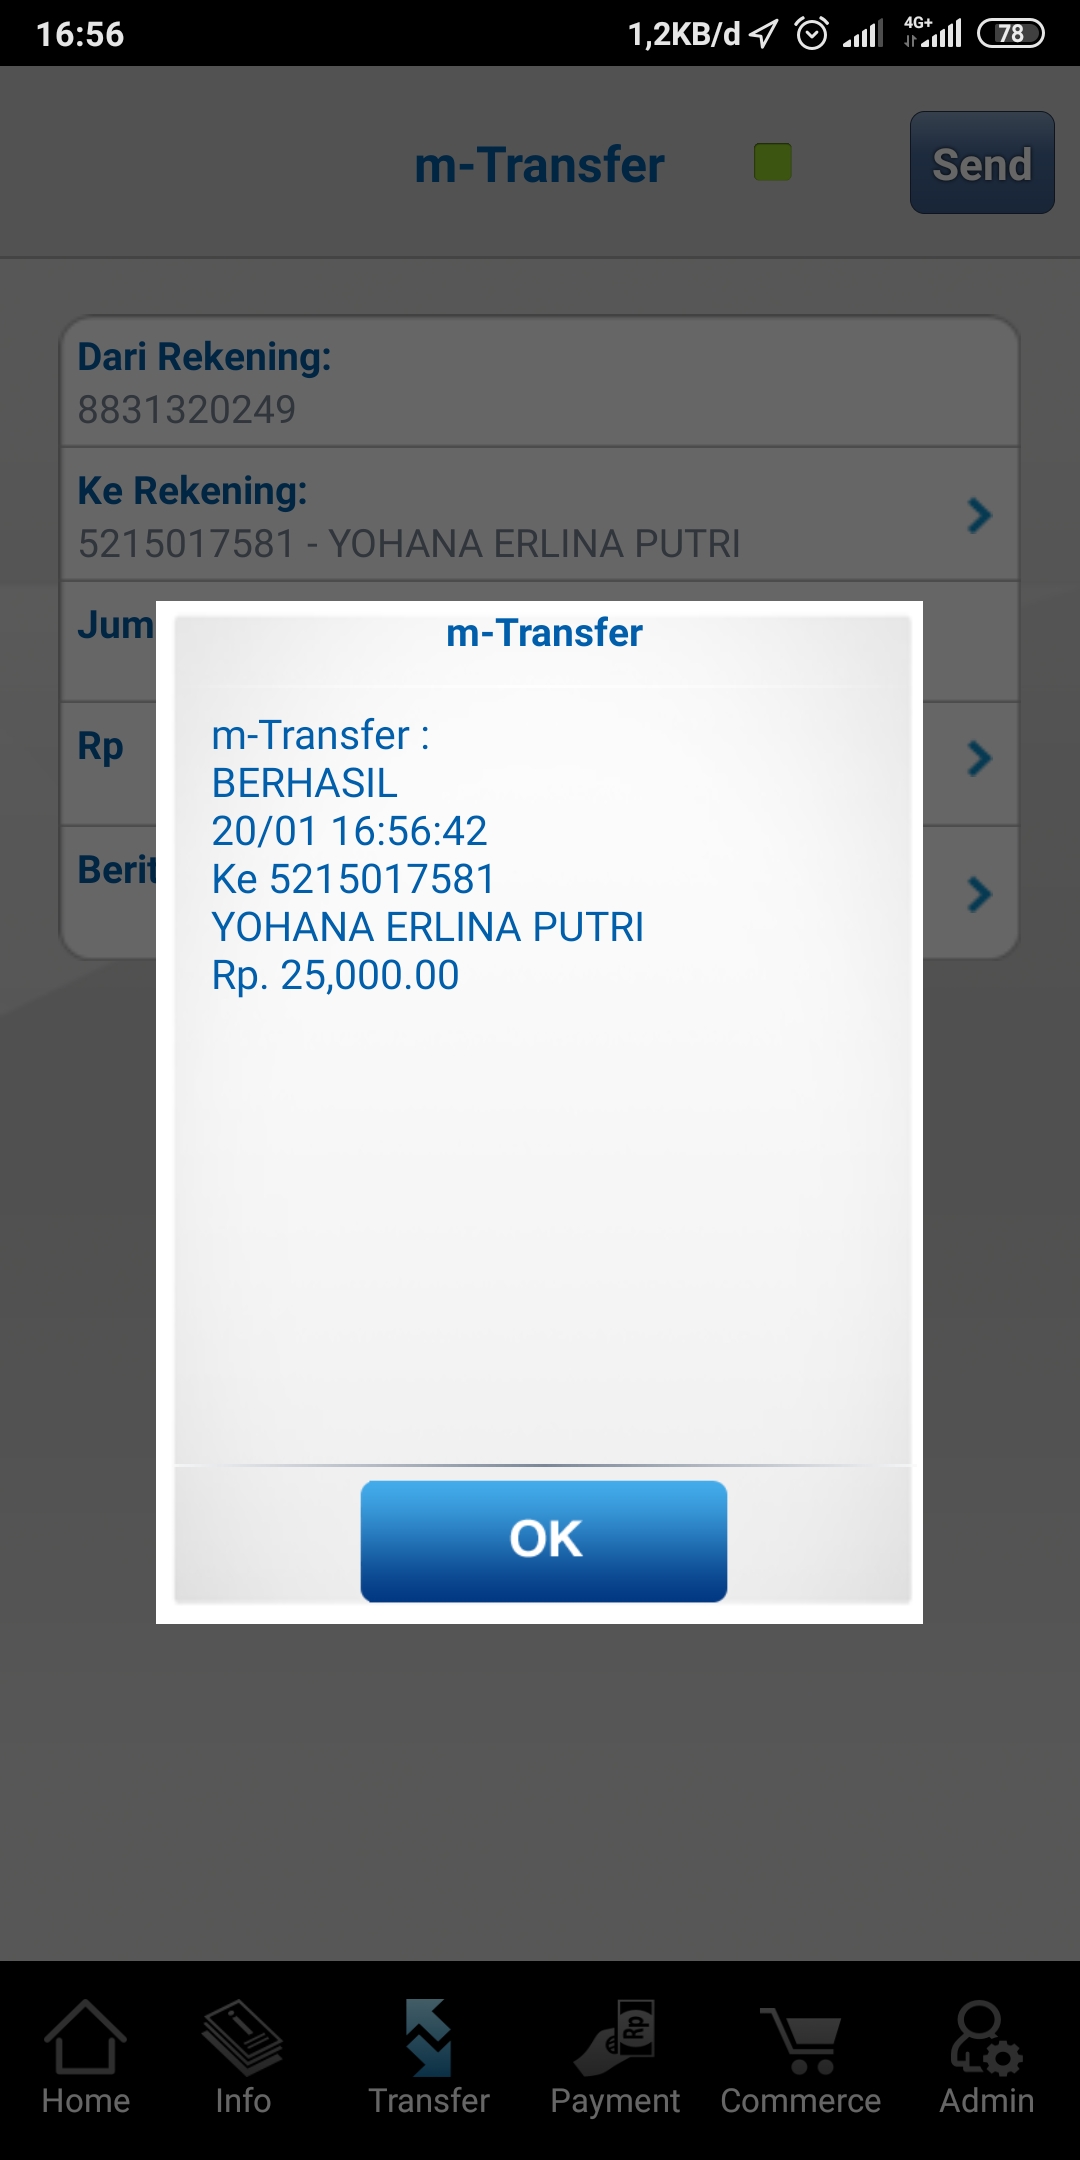 16:56
1,2KB/d
4G+
78
m-Transfer
Send
Dari Rekening:
8831320249
Ke Rekening:
5215017581 - YOHANA ERLINA PUTRI
Jum
Rp
Berit
m-Transfer
m-Transfer :
BERHASIL
20/01 16:56:42
Ke 5215017581
YOHANA ERLINA PUTRI
Rp. 25,000.00
OK
Rp
Home
Info
Transfer
Payment
Commerce
Admin